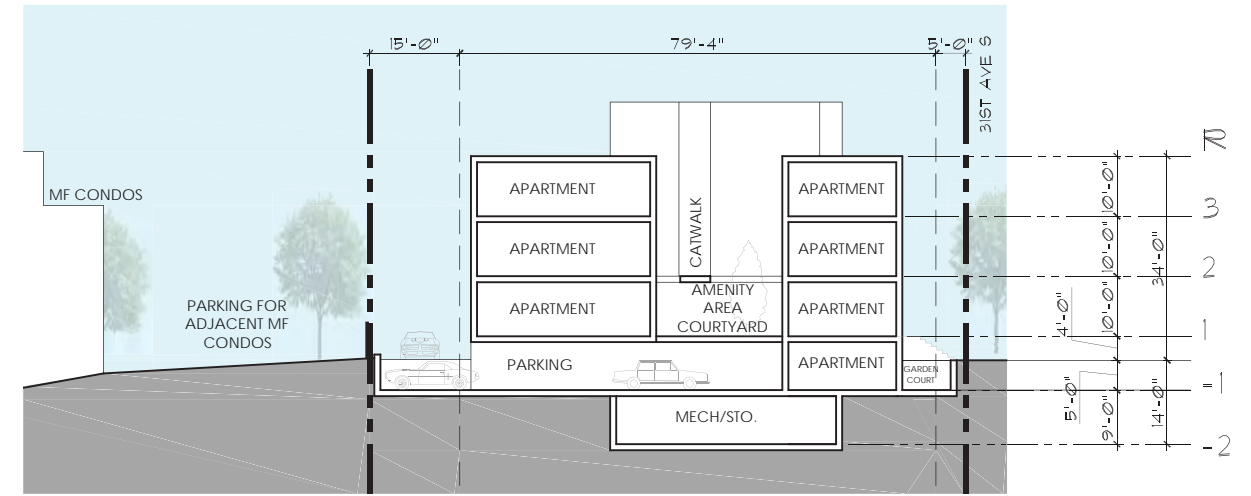 15'-0"
79'-4"
5'-0"
31ST AVE S
R
MF CONDOS
APARTMENT
APARTMENT
10'-0"
3
CATWALK
APARTMENT
APARTMENT
10'-0"
34'-0"
2
PARKING FOR
ADJACENT MF
CONDOS
APARTMENT
AMENITY
AREA
COURTYARD
APARTMENT
4'-0"
10'-0"
1
PARKING
APARTMENT
GARDEN
COURT
5'-0"
-1
MECH/STO.
9'-0"
14'-0"
-2